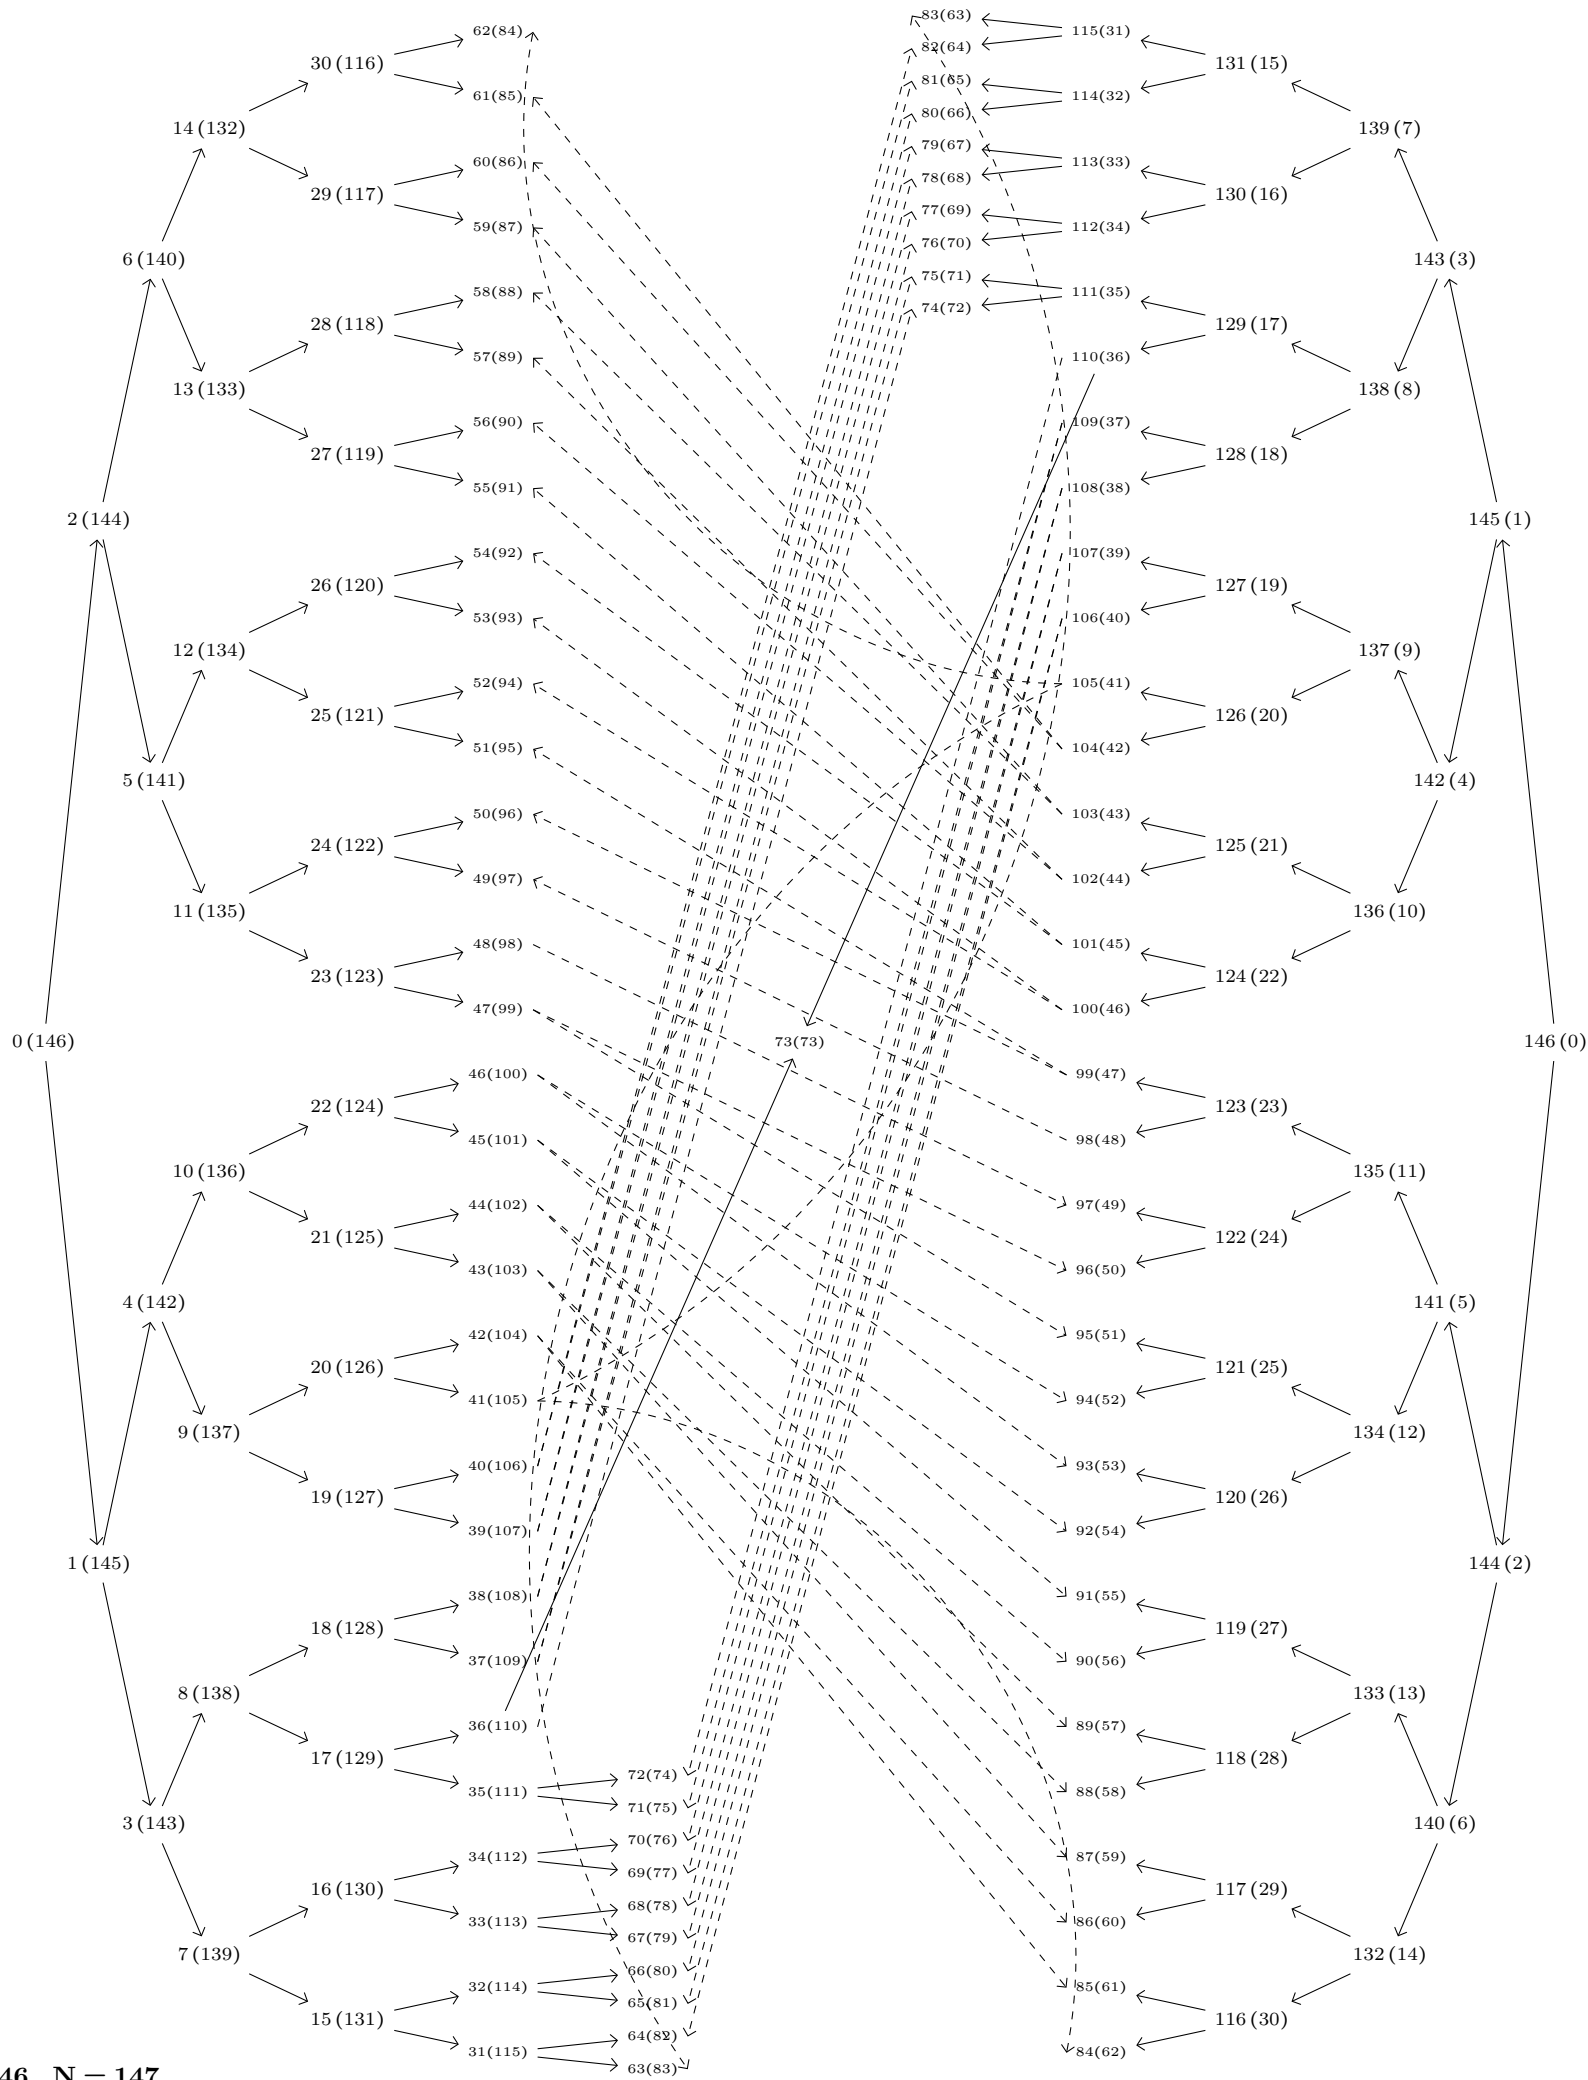 83(63)
62(84) 115(31)
82(64)
30 (116) 131 (15)
81(65)
61(85) 114(32)
80(66)
14 (132) 139 (7)
79(67)
60(86) 113(33)
78(68)
29 (117) 130 (16)
77(69)
59(87) 112(34)
76(70)
6 (140) 143 (3)
75(71)
58(88) 111(35)
74(72)
28 (118) 129 (17)
57(89) 110(36)
13 (133) 138 (8)
56(90) 109(37)
27 (119) 128 (18)
55(91) 108(38)
2 (144) 145 (1)
54(92) 107(39)
26 (120) 127 (19)
53(93) 106(40)
12 (134) 137 (9)
52(94) 105(41)
25 (121) 126 (20)
51(95) 104(42)
5 (141) 142 (4)
50(96) 103(43)
24 (122) 125 (21)
49(97) 102(44)
11 (135) 136 (10)
48(98) 101(45)
23 (123) 124 (22)
47(99) 100(46)
0 (146) 73(73) 146 (0)
46(100) 99(47)
22 (124) 123 (23)
45(101) 98(48)
10 (136) 135 (11)
44(102) 97(49)
21 (125) 122 (24)
43(103) 96(50)
4 (142) 141 (5)
42(104) 95(51)
20 (126) 121 (25)
41(105) 94(52)
9 (137) 134 (12)
40(106) 93(53)
19 (127) 120 (26)
39(107) 92(54)
1 (145) 144 (2)
38(108) 91(55)
18 (128) 119 (27)
37(109) 90(56)
8 (138) 133 (13)
36(110) 89(57)
17 (129) 118 (28)
72(74)
35(111) 88(58)
71(75)
3 (143) 140 (6)
70(76)
34(112) 87(59)
69(77)
16 (130) 117 (29)
68(78)
33(113) 86(60)
67(79)
7 (139) 132 (14)
66(80)
32(114) 85(61)
65(81)
15 (131) 116 (30)
64(82)
31(115) 84(62)
63(83)
46 N = 147